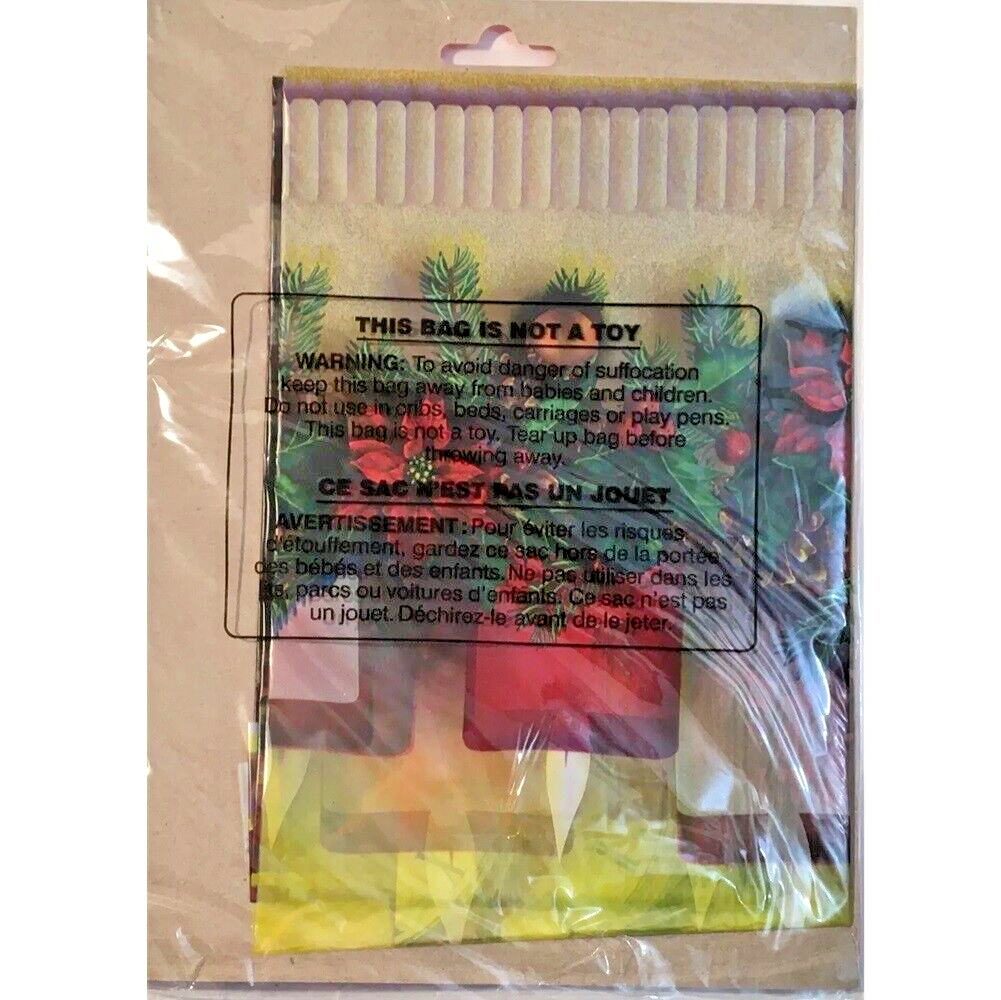 THIS BAG IS NOT A TOY
WARNING: To avoid danger of suffocation
keep this bag away from babies and children.
Do not use in cribs, beds, carriages or play pens.
This bag is not a toy. Tear up bag before
throwing away.
CE SAC N'EST PAS UN JOUET
AVERTISSEMENT: Pour éviter les risques
d'étouffement, gardez ce sac hors de la portée
des bébés et des enfants. Ne pas utiliser dans les
lits, parcs ou voitures d'enfants. Ce sac n'est pas
un jouet. Déchirez-le avant de le jeter.